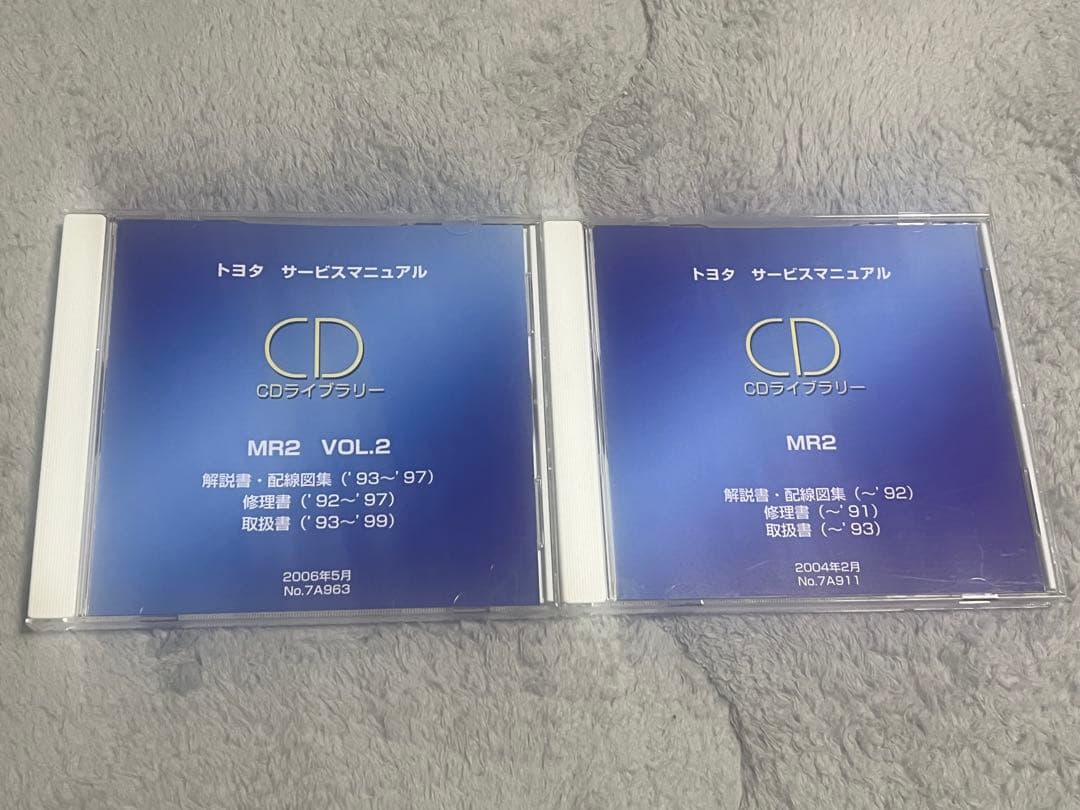 トヨタ　サービスマニュアル
CD
CDライブラリー
MR2　VOL.2
解説書・配線図集（'93～'97）
修理書（'92～'97）
取扱書（'93～'99）
2006年5月
No.7A963
トヨタ　サービスマニュアル
CD
CDライブラリー
MR2
解説書・配線図集（～'92）
修理書（～'91）
取扱書（～'93）
2004年2月
No.7A911